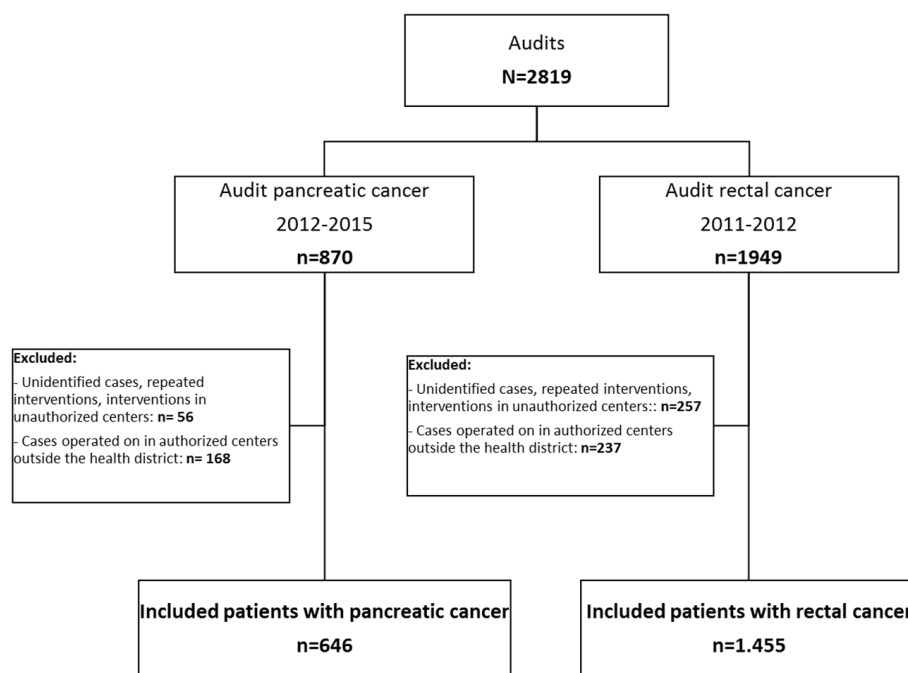 Audits
N=2819
Audit pancreatic cancer
2012-2015
n=870
Audit rectal cancer
2011-2012
n=1949
Excluded:
- Unidentified cases, repeated
interventions, interventions in
unauthorized centers: n= 56
- Cases operated on in authorized centers
outside the health district: n= 168
Excluded:
- Unidentified cases, repeated interventions,
interventions in unauthorized centers:: n=257
- Cases operated on in authorized centers
outside the health district: n=237
Included patients with pancreatic cancer
n=646
Included patients with rectal cancer
n=1.455